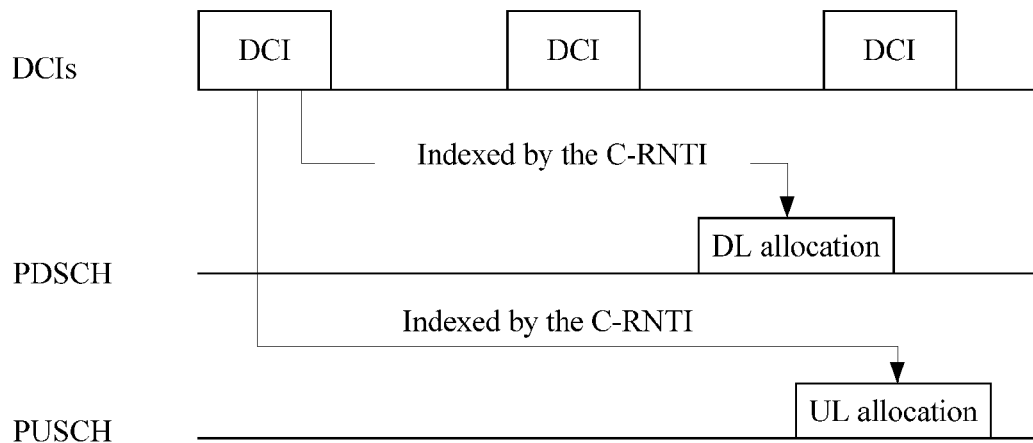 DCIs
DCI
DCI
DCI
Indexed by the C-RNTI
DL allocation
PDSCH
Indexed by the C-RNTI
UL allocation
PUSCH